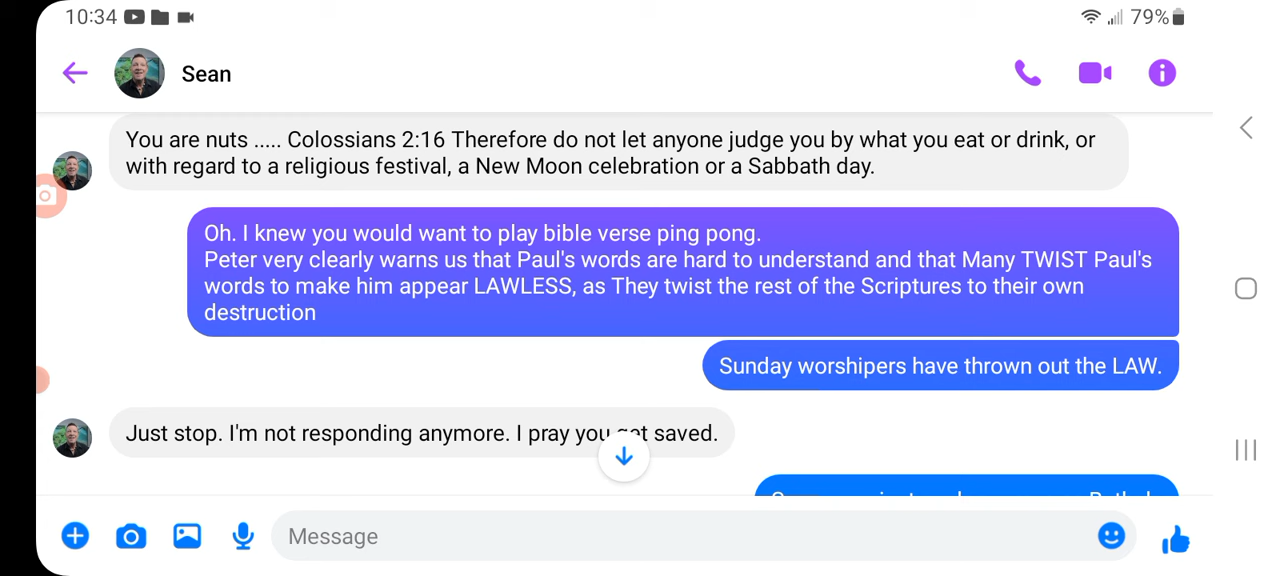 10:34 79%
Sean
You are nuts ..... Colossians 2:16 Therefore do not let anyone judge you by what you eat or drink, or
with regard to a religious festival, a New Moon celebration or a Sabbath day.
Oh. I knew you would want to play bible verse ping pong.
Peter very clearly warns us that Paul's words are hard to understand and that Many TWIST Paul's
words to make him appear LAWLESS, as They twist the rest of the Scriptures to their own
destruction
Sunday worshipers have thrown out the LAW.
Just stop. I'm not responding anymore. I pray you get saved.
Message